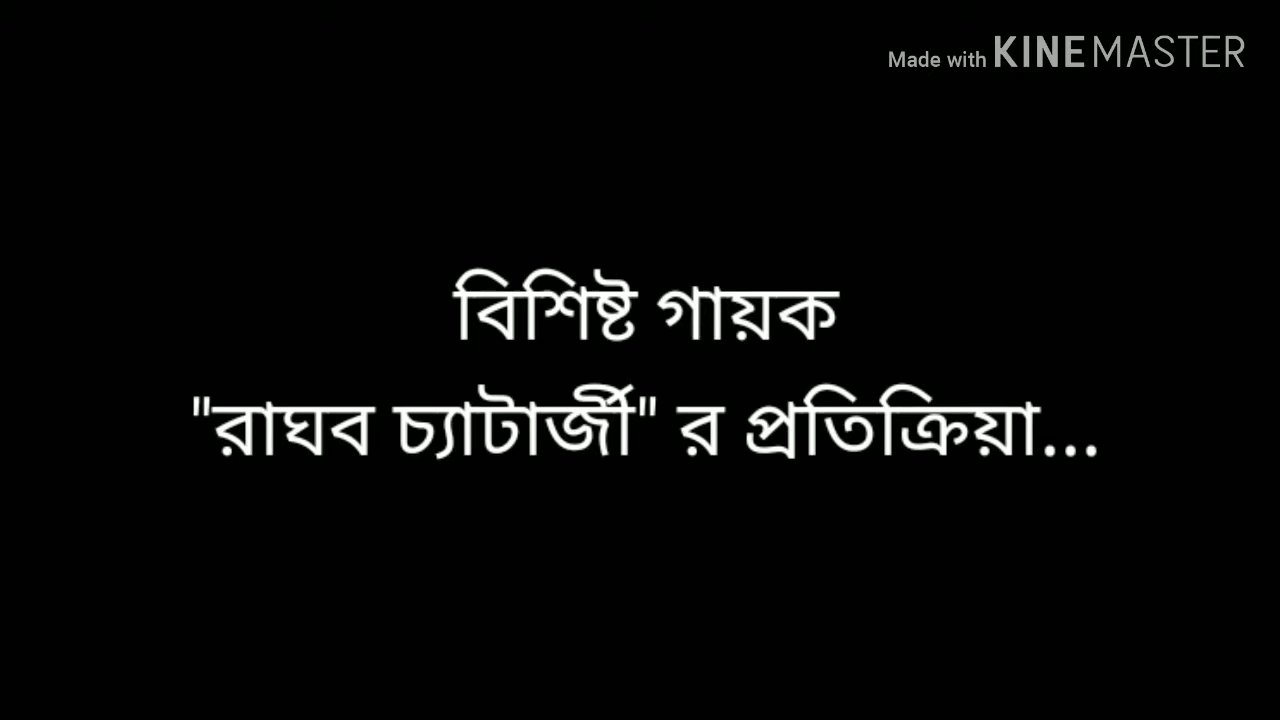 Made with KINEMASTER
বিশিষ্ট গায়ক
"রাঘব চ্যাটার্জী" র প্রতিক্রিয়া...